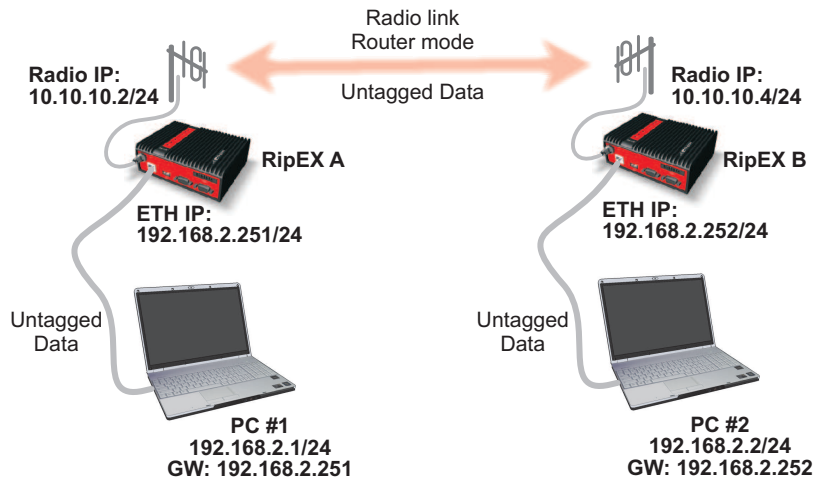 Radio link
Router mode
Untagged Data
Radio IP:
10.10.10.2/24
Radio IP:
10.10.10.4/24
RipEX A
RipEX B
ETH IP:
192.168.2.251/24
ETH IP:
192.168.2.252/24
Untagged
Data
Untagged
Data
PC #1
192.168.2.1/24
GW: 192.168.2.251
PC #2
192.168.2.2/24
GW: 192.168.2.252